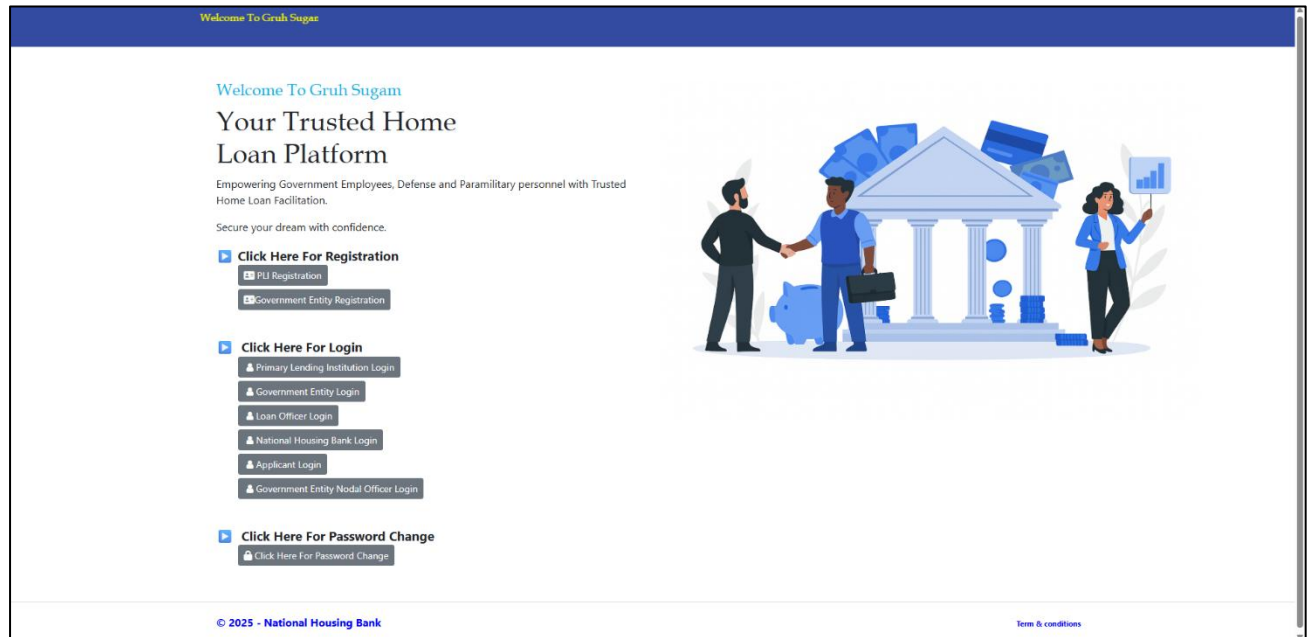 Welcome To Gruh Sugam
Welcome To Gruh Sugam
Your Trusted Home
Loan Platform
Empowering Government Employees, Defense and Paramilitary personnel with Trusted
Home Loan Facilitation.
Secure your dream with confidence.
Click Here For Registration
PLI Registration
Government Entity Registration
Click Here For Login
Primary Lending Institution Login
Government Entity Login
Loan Officer Login
National Housing Bank Login
Applicant Login
Government Entity Nodal Officer Login
Click Here For Password Change
Click Here For Password Change
© 2025 - National Housing Bank
Term & conditions